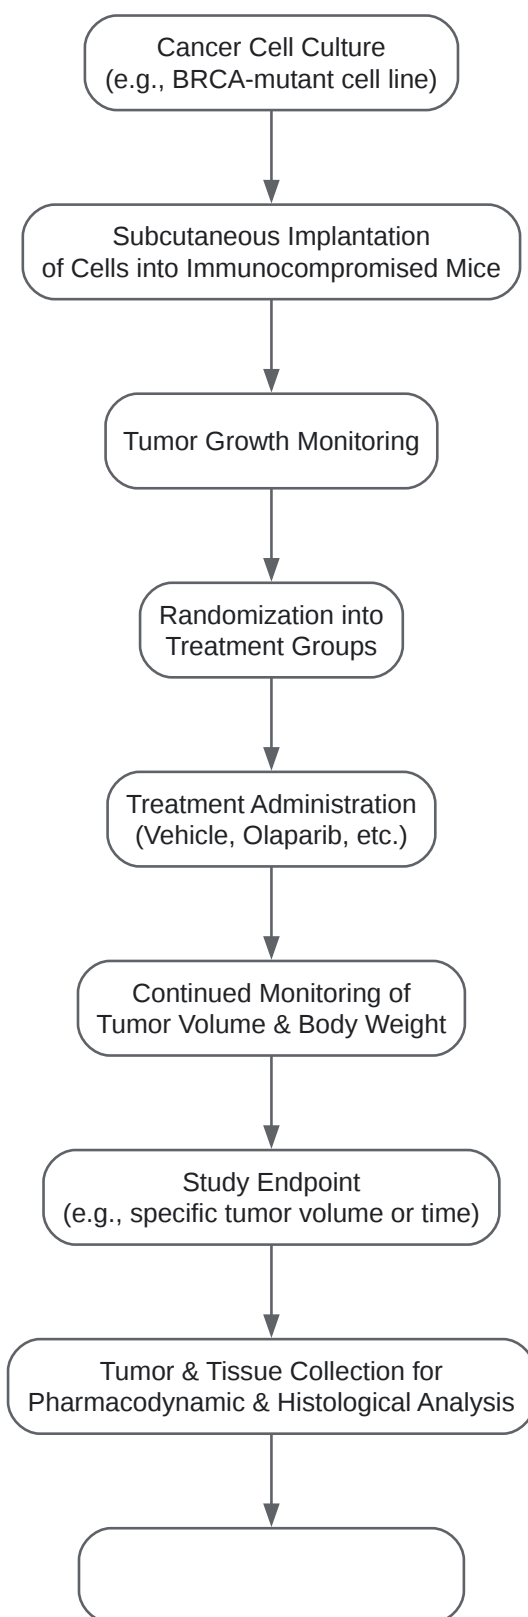 Cancer Cell Culture
(e.g., BRCA-mutant cell line)
Subcutaneous Implantation
of Cells into Immunocompromised Mice
Tumor Growth Monitoring
Randomization into
Treatment Groups
Treatment Administration
(Vehicle, Olaparib, etc.)
Continued Monitoring of
Tumor Volume & Body Weight
Study Endpoint
(e.g., specific tumor volume or time)
Tumor & Tissue Collection for
Pharmacodynamic & Histological Analysis